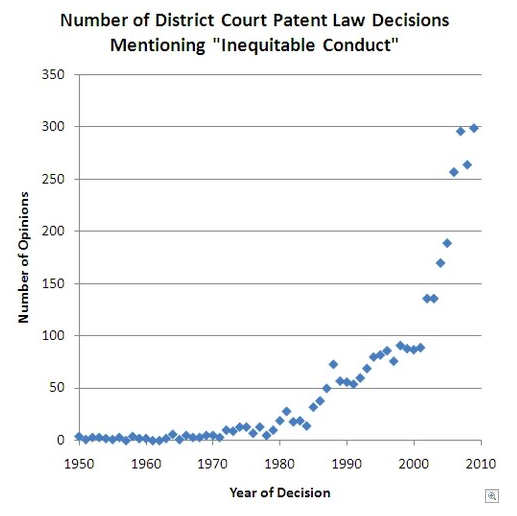 Number of District Court Patent Law Decisions
Mentioning "Inequitable Conduct"
350
300
250
200
150
100
50
0
Number of Opinions
1950 1960 1970 1980 1990 2000 2010
Year of Decision